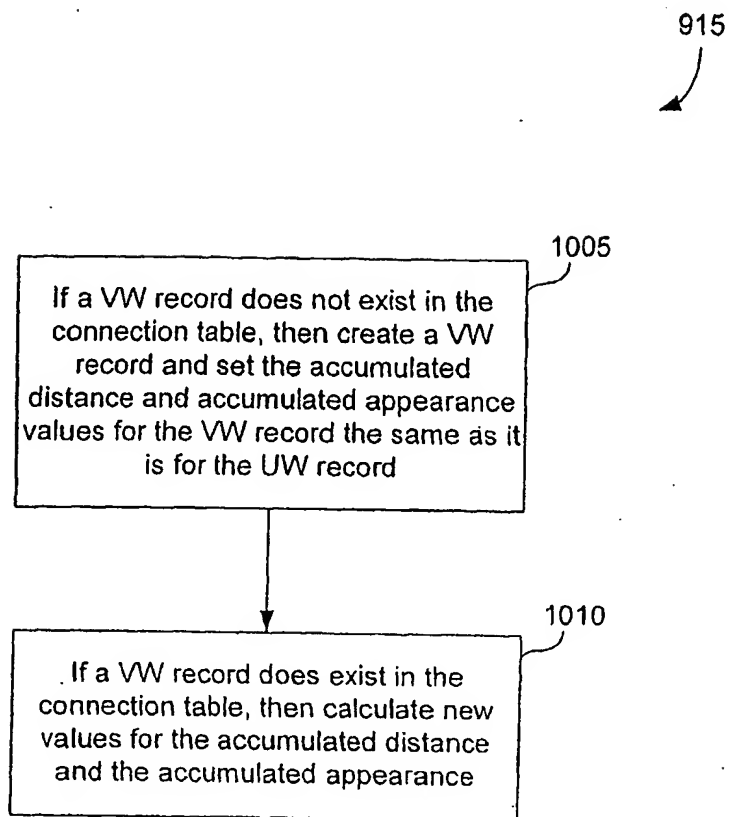 915
1005
If a VW record does not exist in the
connection table, then create a VW
record and set the accumulated
distance and accumulated appearance
values for the VW record the same as it
is for the UW record
1010
If a VW record does exist in the
connection table, then calculate new
values for the accumulated distance
and the accumulated appearance